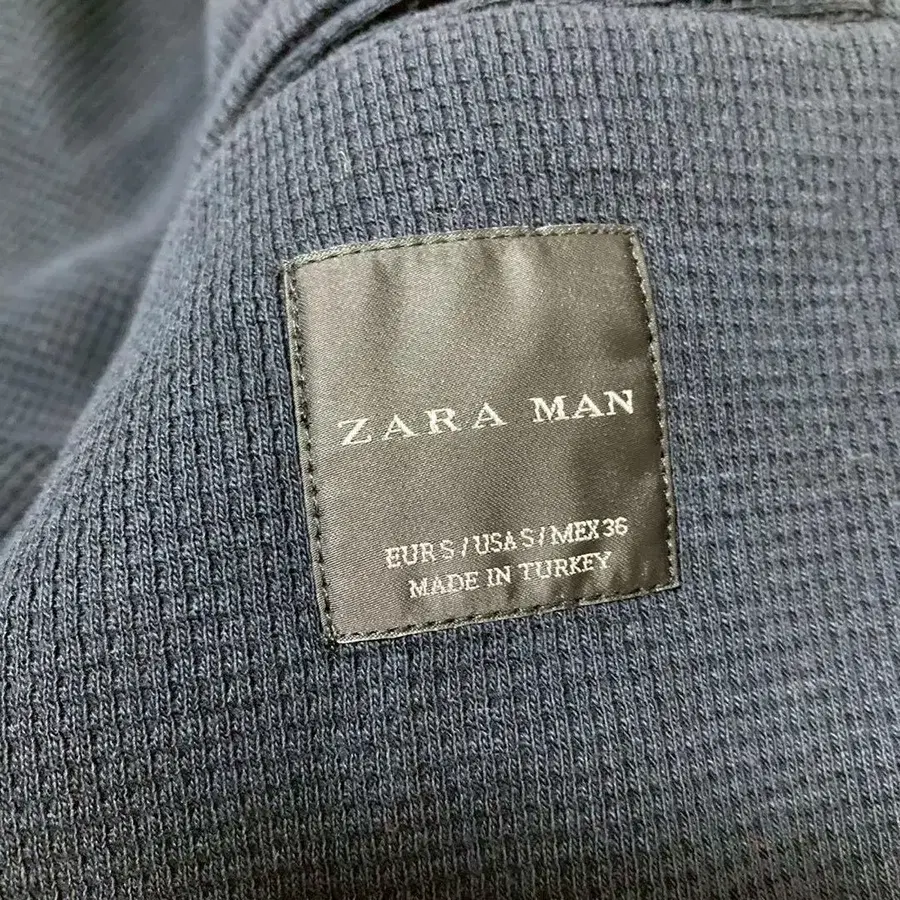 ZARA MAN
EUR S / USA S / MEX 36
MADE IN TURKEY